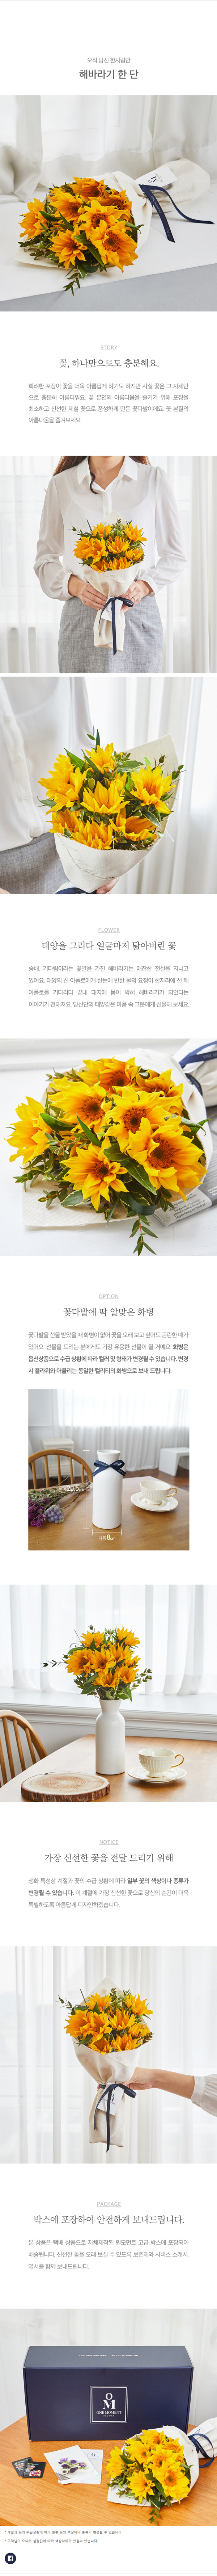 오직 당신 한사람만
해바라기 한 단
STORY
꽃, 하나만으로도 충분해요.
화려한 포장이 꽃을 더욱 아름답게 하기도 하지만 사실 꽃은 그 자체만
으로 충분히 아름다워요. 꽃 본연의 아름다움을 즐기기 위해 포장을
최소하고 신선한 제철 꽃으로 풍성하게 만든 꽃다발이에요. 꽃 본질의
아름다움을 즐겨보세요.
FLOWER
태양을 그리다 얼굴마저 닮아버린 꽃
숭배, 기다림이라는 꽃말을 가진 해바라기는 애잔한 전설을 지니고
있어요. 태양의 신 아폴로에게 한눈에 반한 물의 요정이 한자리에 선 채
아폴로를 기다리다 끝내 대지에 몸이 박혀 해바라기가 되었다는
이야기가 전해져요. 당신만의 태양같은 마음 속 그분에게 선물해 보세요.
OPTION
꽃다발에 딱 알맞은 화병
꽃다발을 선물 받았을 때 화병이 없어 꽃을 오래 보고 싶어도 곤란한 때가
있어요. 선물을 드리는 분에게도 가장 유용한 선물이 될 거예요. 화병은
옵션상품으로 수급 상황에 따라 컬러 및 형태가 변경될 수 있습니다. 변경
시 플라워와 어울리는 동일한 퀄리티의 화병으로 보내 드립니다.
지름 8cm
NOTICE
가장 신선한 꽃을 전달 드리기 위해
생화 특성상 계절과 꽃의 수급 상황에 따라 일부 꽃의 색상이나 종류가
변경될 수 있습니다. 이 계절에 가장 신선한 꽃으로 당신의 순간이 더욱
특별하도록 아름답게 디자인하겠습니다.
PACKAGE
박스에 포장하여 안전하게 보내드립니다.
본 상품은 택배 상품으로 자체제작된 원모먼트 고급 박스에 포장되어
배송됩니다. 신선한 꽃을 오래 보실 수 있도록 보존제와 서비스 소개서,
엽서를 함께 보내드립니다.
OM
ONE MOMENT
* 계절과 꽃의 수급상황에 따라 일부 꽃의 색상이나 종류가 변경될 수 있습니다.
* 고객님의 모니터 설정값에 따라 색상차이가 있을수 있습니다.